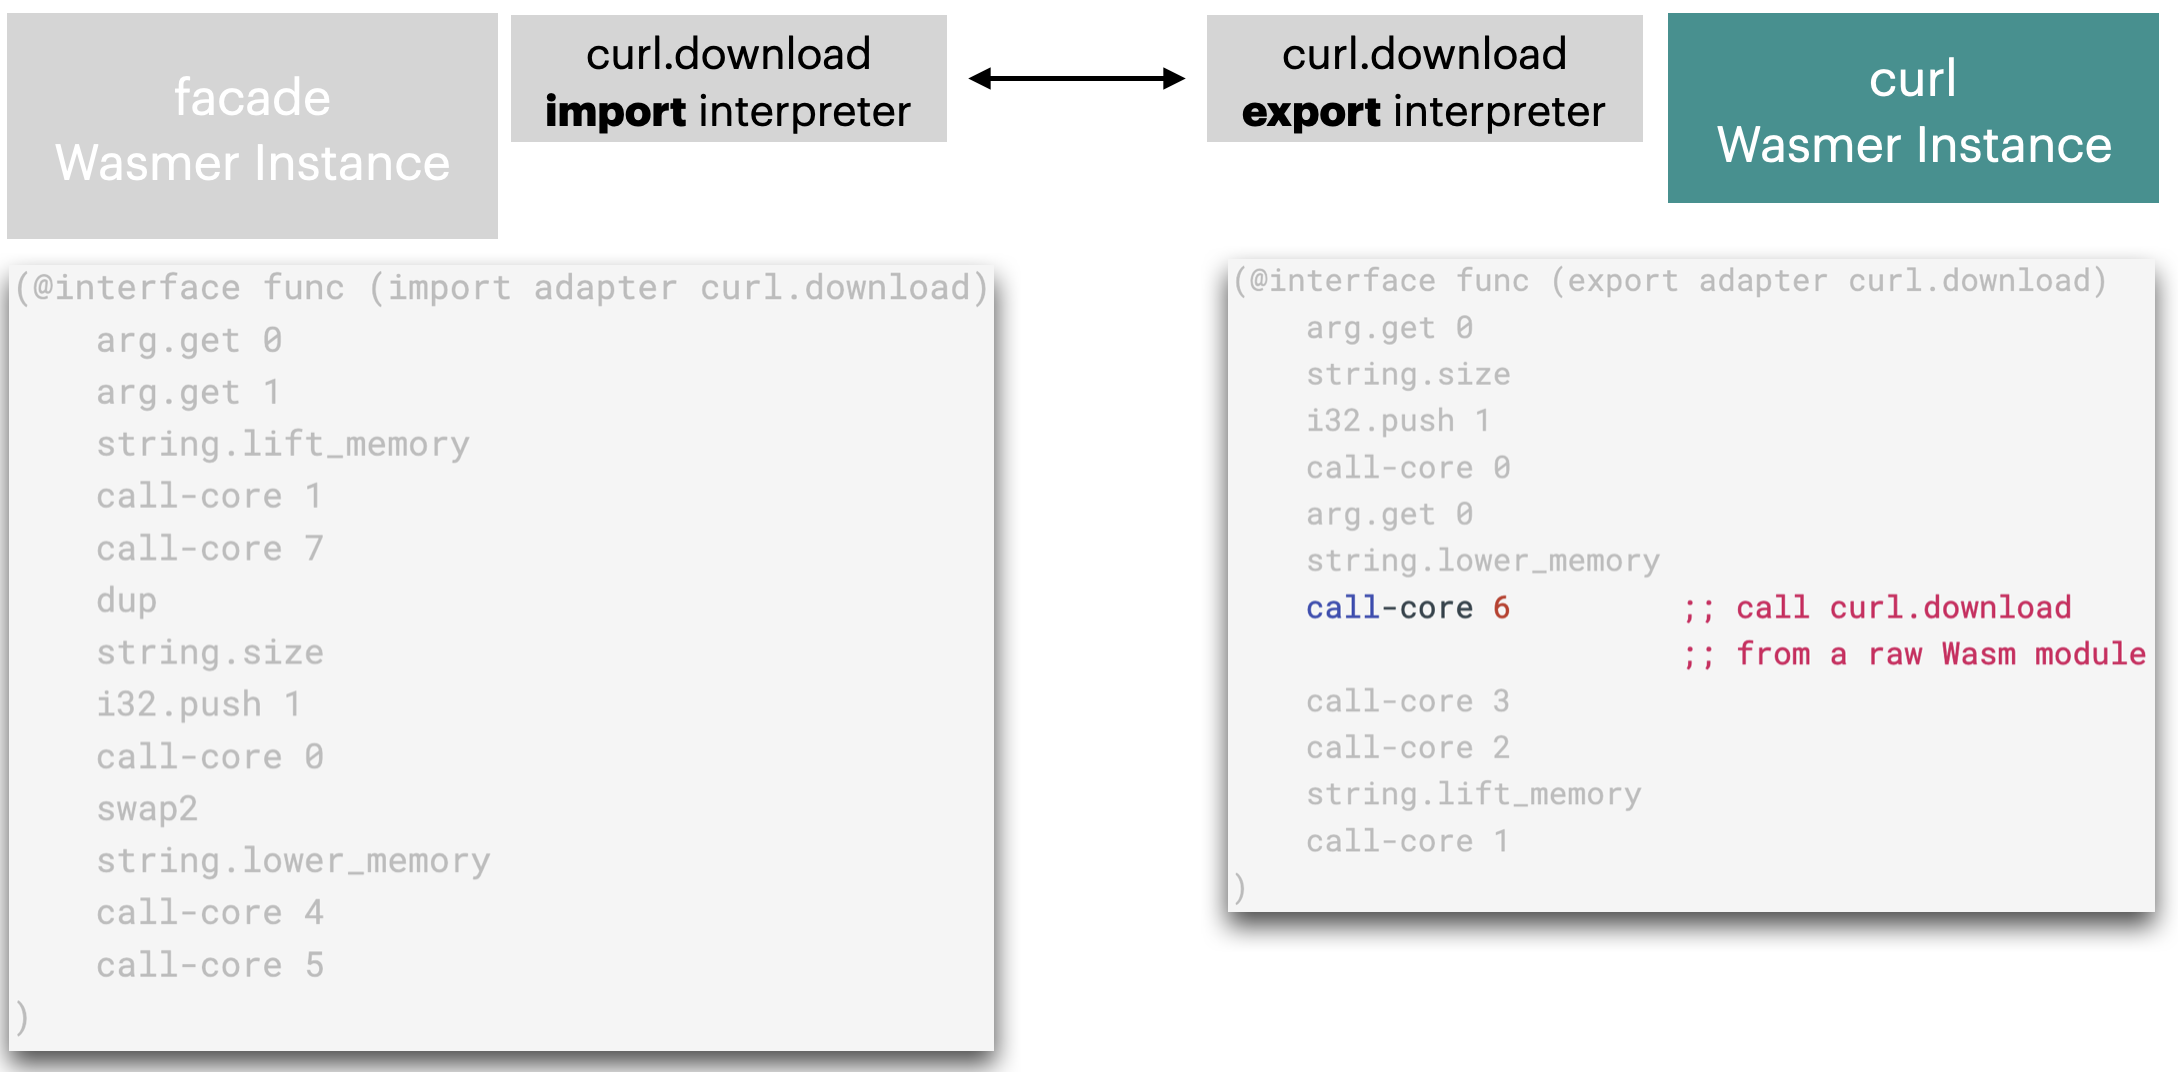 facade
Wasmer Instance
curl.download
import interpreter
curl.download
export interpreter
curl
Wasmer Instance
(@interface func (import adapter curl.download)
arg.get 0
arg.get 1
string.lift_memory
call-core 1
call-core 7
dup
string.size
i32.push 1
call-core 0
swap2
string.lower_memory
call-core 4
call-core 5
)
(@interface func (export adapter curl.download)
arg.get 0
string.size
i32.push 1
call-core 0
arg.get 0
string.lower_memory
call-core 6 ;; call curl.download
;; from a raw Wasm module
call-core 3
call-core 2
string.lift_memory
call-core 1
)